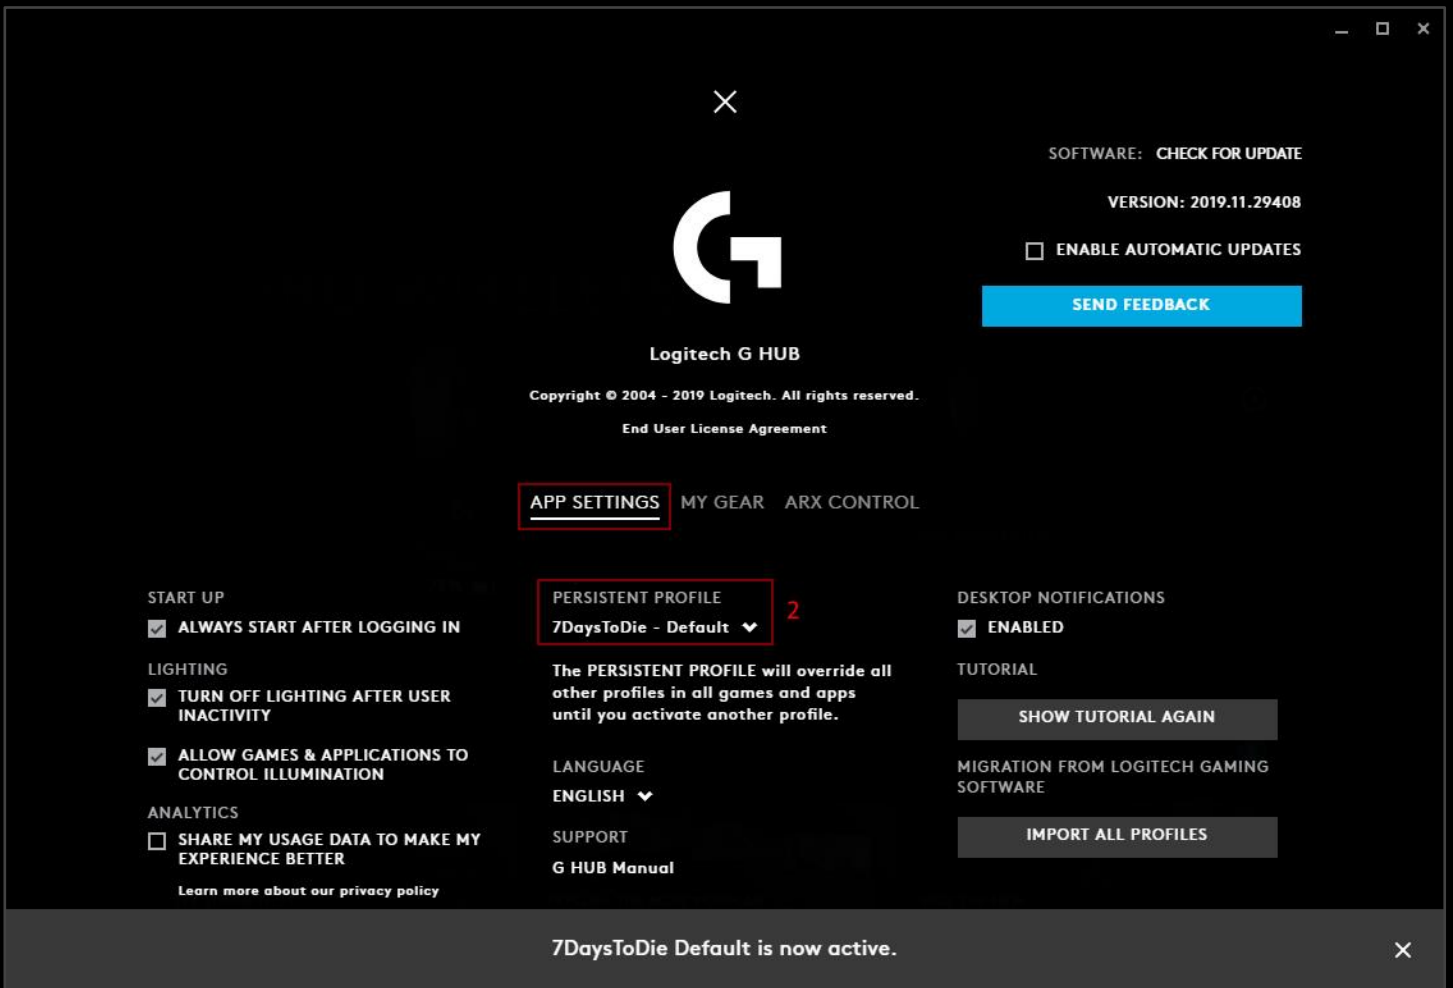 SOFTWARE: CHECK FOR UPDATE
VERSION: 2019.11.29408
ENABLE AUTOMATIC UPDATES
SEND FEEDBACK
Logitech G HUB
Copyright © 2004 - 2019 Logitech. All rights reserved.
End User License Agreement
APP SETTINGS MY GEAR ARX CONTROL
START UP
ALWAYS START AFTER LOGGING IN
LIGHTING
TURN OFF LIGHTING AFTER USER
INACTIVITY
ALLOW GAMES & APPLICATIONS TO
CONTROL ILLUMINATION
ANALYTICS
SHARE MY USAGE DATA TO MAKE MY
EXPERIENCE BETTER
Learn more about our privacy policy
PERSISTENT PROFILE
7DaysToDie - Default
2
The PERSISTENT PROFILE will override all
other profiles in all games and apps
until you activate another profile.
LANGUAGE
ENGLISH
SUPPORT
G HUB Manual
DESKTOP NOTIFICATIONS
ENABLED
TUTORIAL
SHOW TUTORIAL AGAIN
MIGRATION FROM LOGITECH GAMING
SOFTWARE
IMPORT ALL PROFILES
7DaysToDie Default is now active.